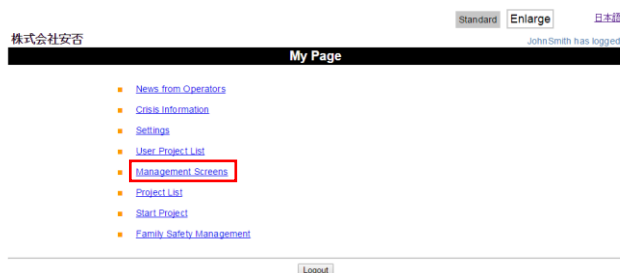 Standard Enlarge 日本語
株式会社安否
JohnSmith has logged
My Page
News from Operators
Crisis Information
Settings
User Project List
Management Screens
Project List
Start Project
Family Safety Management
Logout